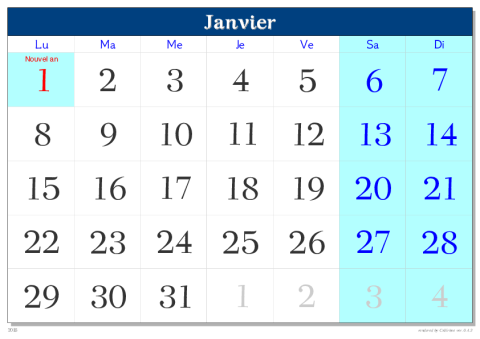 Janvier
Lu Ma Me Je Ve Sa Di
Nouvel an
1 2 3 4 5 6 7
8 9 10 11 12 13 14
15 16 17 18 19 20 21
22 23 24 25 26 27 28
29 30 31 1 2 3 4